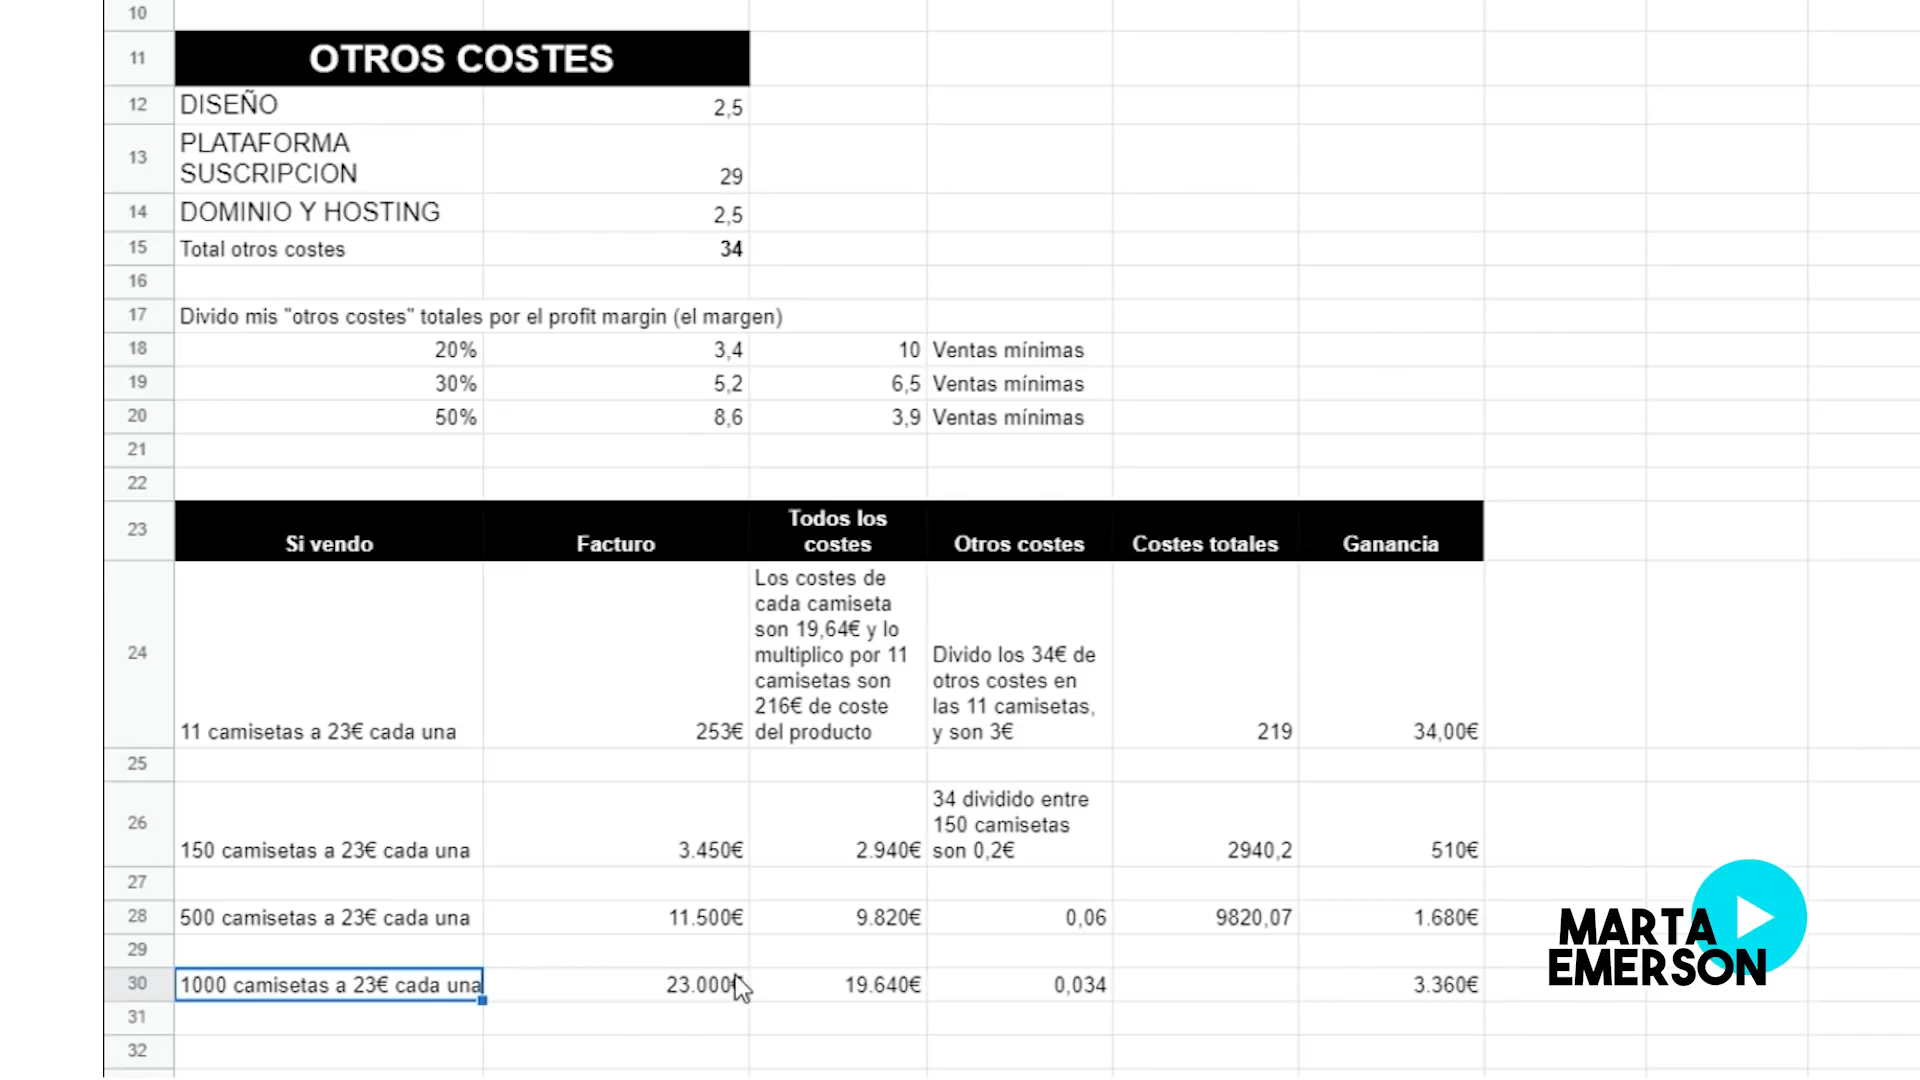 10
11 OTROS COSTES
12 DISEÑO 2,5
13 PLATAFORMA
SUSCRIPCION 29
14 DOMINIO Y HOSTING 2,5
15 Total otros costes 34
16
17 Divido mis "otros costes" totales por el profit margin (el margen)
18 20% 3,4 10 Ventas mínimas
19 30% 5,2 6,5 Ventas mínimas
20 50% 8,6 3,9 Ventas mínimas
21
22
23 Si vendo Facturo Todos los
costes Otros costes Costes totales Ganancia
24 11 camisetas a 23€ cada una 253€
Los costes de
cada camiseta
son 19,64€ y lo
multiplico por 11
camisetas son
216€ de coste
del producto
Divido los 34€ de
otros costes en
las 11 camisetas,
y son 3€
219 34,00€
25
26 150 camisetas a 23€ cada una 3.450€ 2.940€
34 dividido entre
150 camisetas
son 0,2€
2940,2 510€
27
28 500 camisetas a 23€ cada una 11.500€ 9.820€ 0,06 9820,07 1.680€
29
30 1000 camisetas a 23€ cada una 23.000€ 19.640€ 0,034 3.360€
31
32
MARTA
EMERSON